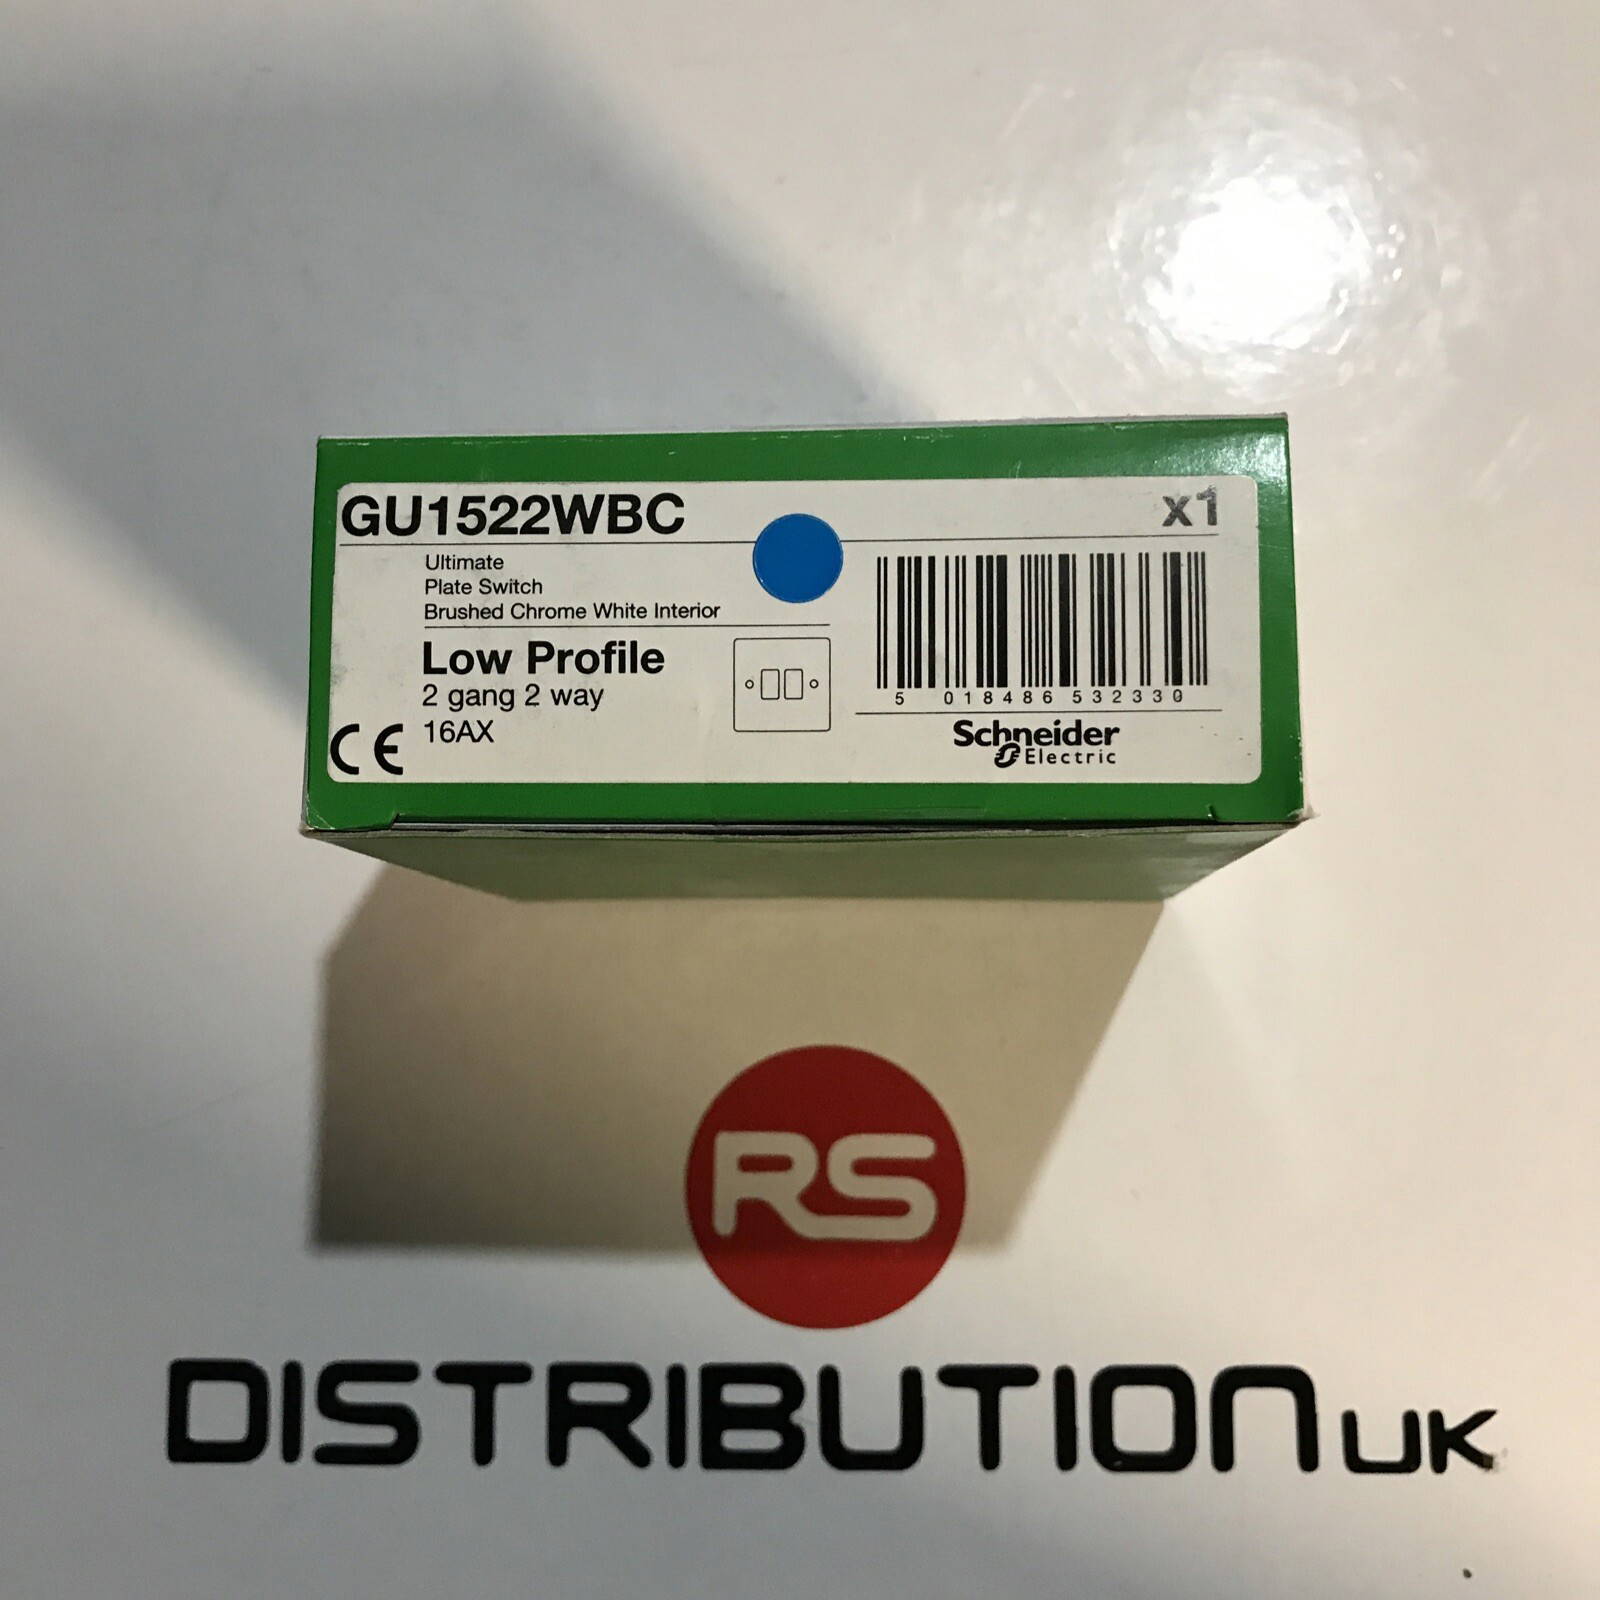 GU1522WBC
x1
Ultimate
Plate Switch
Brushed Chrome White Interior
Low Profile
2 gang 2 way
16AX
CE
5 018486 532330
Schneider
Electric
RS
DISTRIBUTION UK